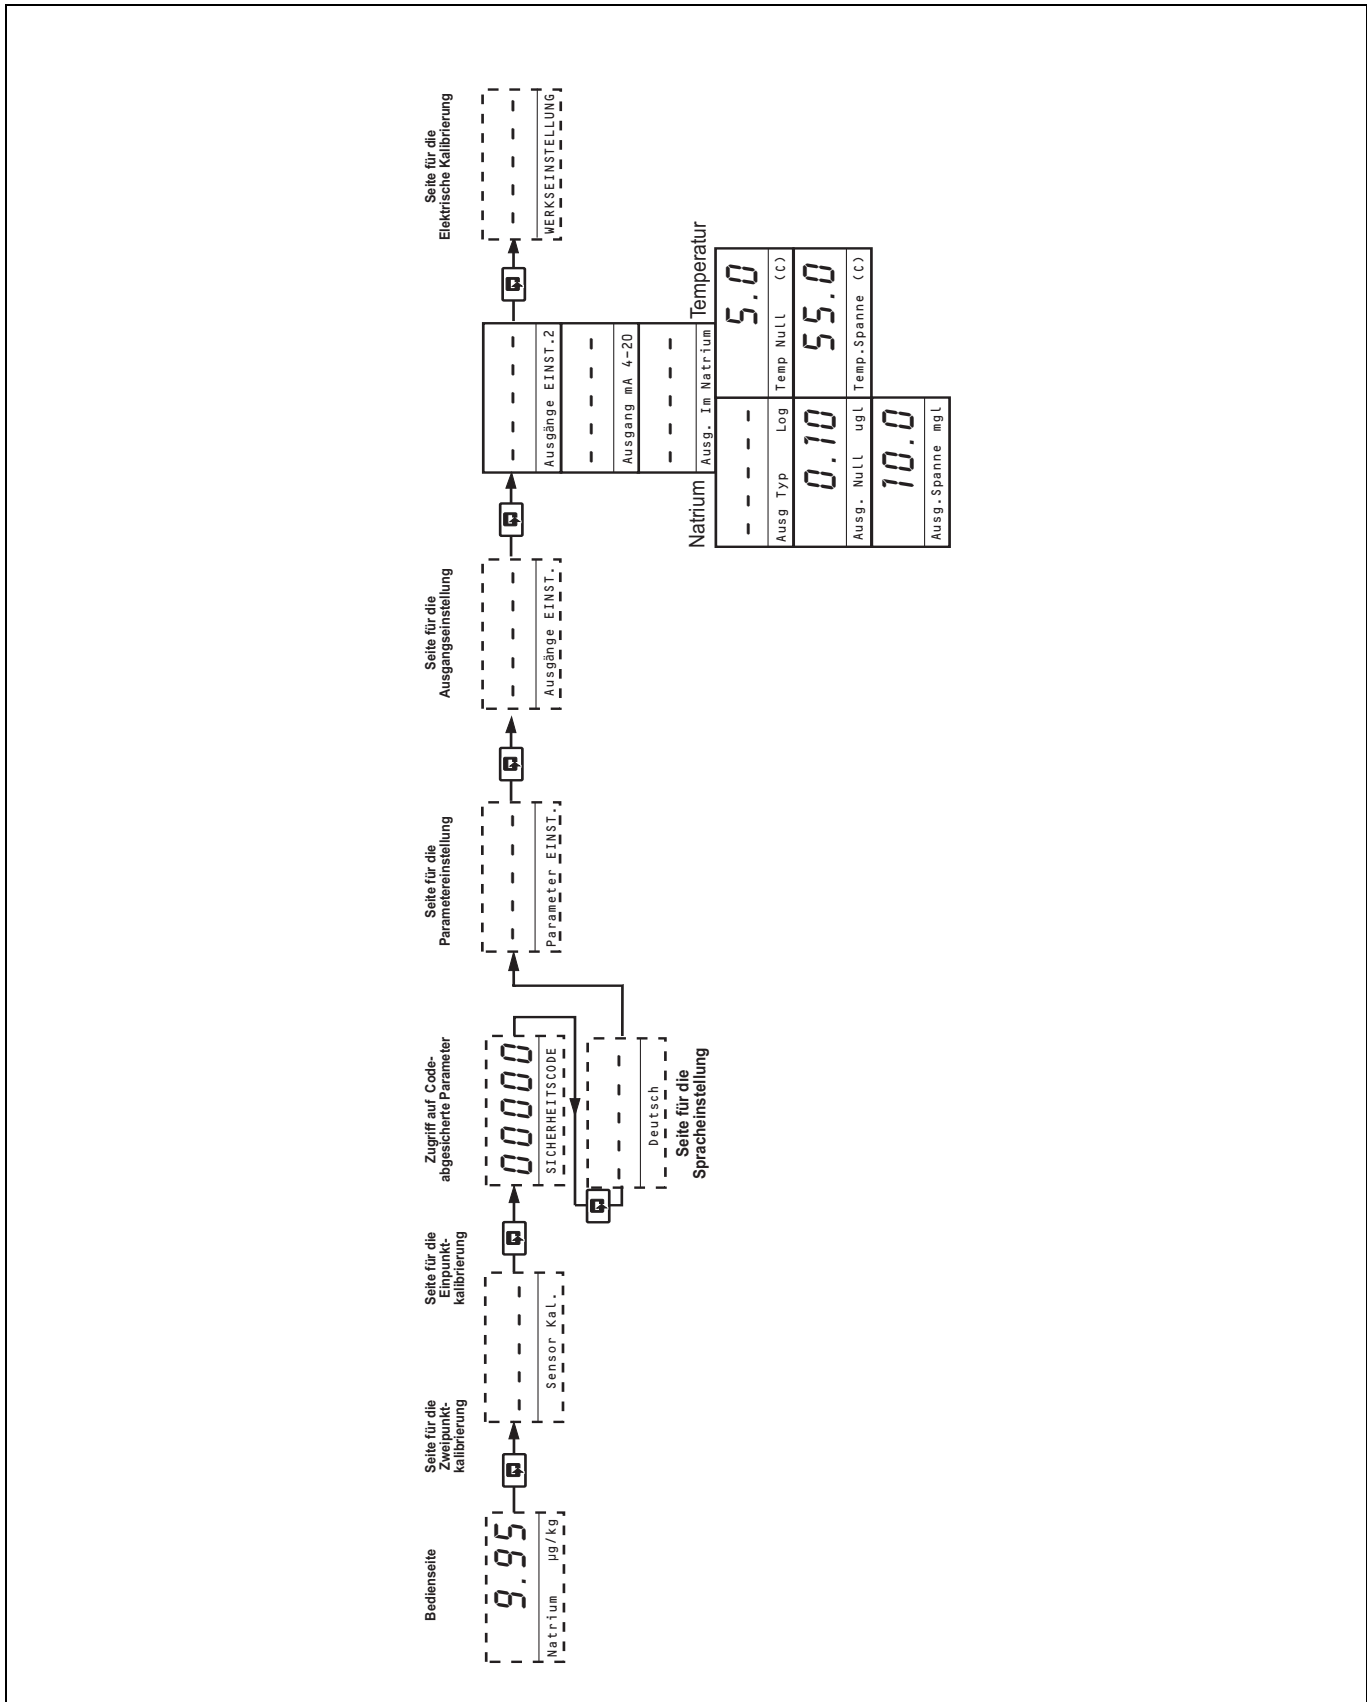 Bedienseite
9.95
Natrium µg/kg
Seite für die
Zweipunkt-
kalibrierung
Seite für die
Einpunkt-
kalibrierung
- - - - -
Sensor Kal.
Zugriff auf Code-
abgesicherte Parameter
00000
SICHERHEITSCODE
- - - - -
Deutsch
Seite für die
Spracheinstellung
Seite für die
Parametereinstellung
- - - - -
Parameter EINST.
Seite für die
Ausgangseinstellung
- - - - -
Ausgänge EINST.
- - - - -
Ausgänge EINST.2
- - - - -
Ausgang mA 4-20
- - - - -
Ausg. Im Natrium
Natrium
- - - - -
Ausg Typ Log
0.10
Ausg. Null ugl
10.0
Ausg.Spanne mgl
Temperatur
5.0
Temp Null (C)
55.0
Temp.Spanne (C)
Seite für die
Elektrische Kalibrierung
- - - - -
WERKSEINSTELLUNG